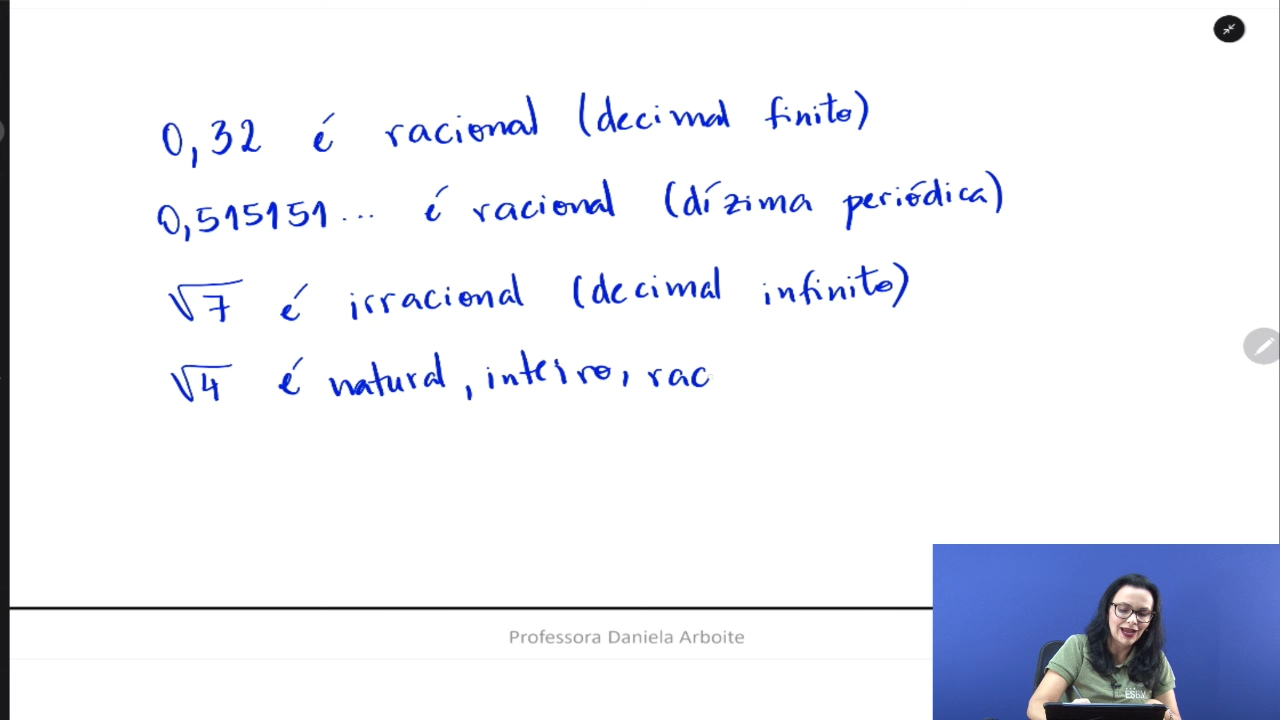 0,32 é racional (decimal finito)
0,515151... é racional (dízima periódica)
√7 é irracional (decimal infinito)
√4 é natural, inteiro, rac
Professora Daniela Arboite